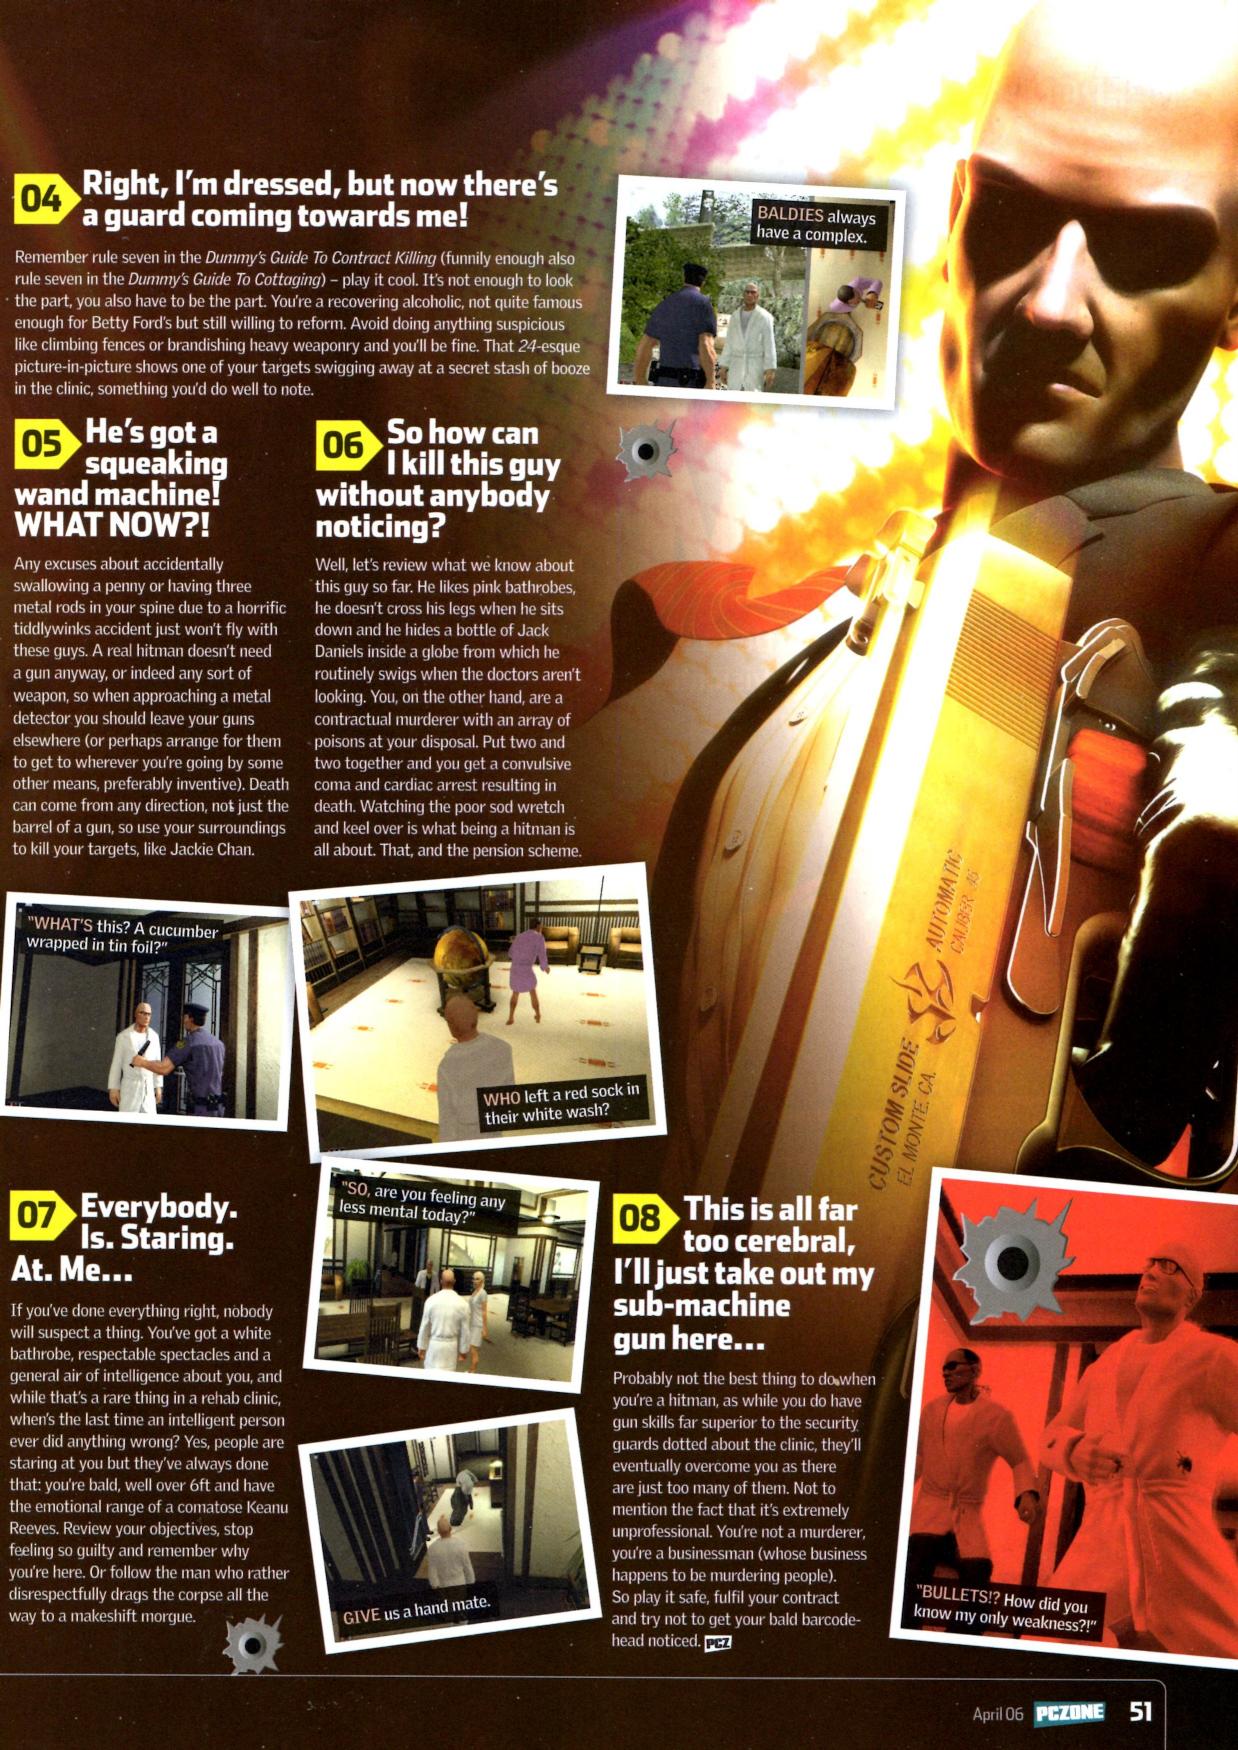 04 Right, I'm dressed, but now there's
a guard coming towards me!
Remember rule seven in the Dummy's Guide To Contract Killing (funnily enough also
rule seven in the Dummy's Guide To Cottaging) – play it cool. It's not enough to look
the part, you also have to be the part. You're a recovering alcoholic, not quite famous
enough for Betty Ford's but still willing to reform. Avoid doing anything suspicious
like climbing fences or brandishing heavy weaponry and you'll be fine. That 24-esque
picture-in-picture shows one of your targets swigging away at a secret stash of booze
in the clinic, something you'd do well to note.
BALDIES always
have a complex.
05 He's got a
squeaking
wand machine!
WHAT NOW?!
Any excuses about accidentally
swallowing a penny or having three
metal rods in your spine due to a horrific
tiddlywinks accident just won't fly with
these guys. A real hitman doesn't need
a gun anyway, or indeed any sort of
weapon, so when approaching a metal
detector you should leave your guns
elsewhere (or perhaps arrange for them
to get to wherever you're going by some
other means, preferably inventive). Death
can come from any direction, not just the
barrel of a gun, so use your surroundings
to kill your targets, like Jackie Chan.
06 So how can
I kill this guy
without anybody
noticing?
Well, let's review what we know about
this guy so far. He likes pink bathrobes,
he doesn't cross his legs when he sits
down and he hides a bottle of Jack
Daniels inside a globe from which he
routinely swigs when the doctors aren't
looking. You, on the other hand, are a
contractual murderer with an array of
poisons at your disposal. Put two and
two together and you get a convulsive
coma and cardiac arrest resulting in
death. Watching the poor sod wretch
and keel over is what being a hitman is
all about. That, and the pension scheme.
AUTOMATIC
CALIBER .45
CUSTOM SLIDE
EL MONTE. CA.
"WHAT'S this? A cucumber
wrapped in tin foil?"
WHO left a red sock in
their white wash?
07 Everybody.
Is. Staring.
At. Me...
If you've done everything right, nobody
will suspect a thing. You've got a white
bathrobe, respectable spectacles and a
general air of intelligence about you, and
while that's a rare thing in a rehab clinic,
when's the last time an intelligent person
ever did anything wrong? Yes, people are
staring at you but they've always done
that: you're bald, well over 6ft and have
the emotional range of a comatose Keanu
Reeves. Review your objectives, stop
feeling so guilty and remember why
you're here. Or follow the man who rather
disrespectfully drags the corpse all the
way to a makeshift morgue.
"SO, are you feeling any
less mental today?"
GIVE us a hand mate.
08 This is all far
too cerebral,
I'll just take out my
sub-machine
gun here...
Probably not the best thing to do when
you're a hitman, as while you do have
gun skills far superior to the security
guards dotted about the clinic, they'll
eventually overcome you as there
are just too many of them. Not to
mention the fact that it's extremely
unprofessional. You're not a murderer,
you're a businessman (whose business
happens to be murdering people).
So play it safe, fulfil your contract
and try not to get your bald barcode-
head noticed. PCZ
"BULLETS!? How did you
know my only weakness?!"
April 06 PCZONE 51